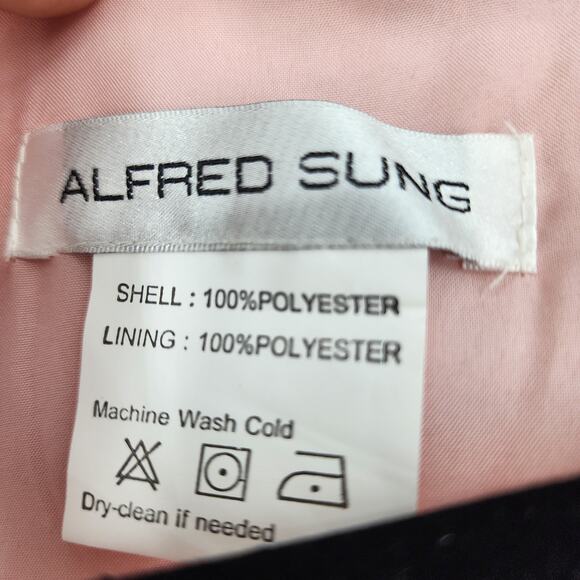 ALFRED SUNG
SHELL : 100%POLYESTER
LINING : 100%POLYESTER
Machine Wash Cold
Dry-clean if needed